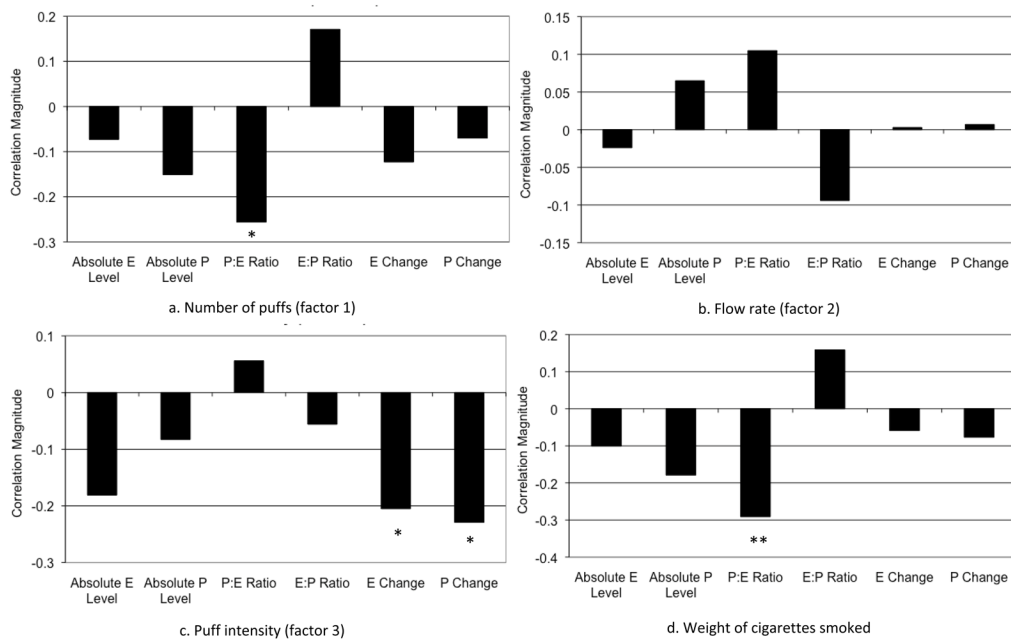 0.2
0.1
0
-0.1
-0.2
-0.3
Correlation Magnitude
*
Absolute E Level
Absolute P Level
P:E Ratio
E:P Ratio
E Change
P Change
a. Number of puffs (factor 1)
0.15
0.1
0.05
0
-0.05
-0.1
-0.15
Correlation Magnitude
Absolute E Level
Absolute P Level
P:E Ratio
E:P Ratio
E Change
P Change
b. Flow rate (factor 2)
0.1
0
-0.1
-0.2
-0.3
Correlation Magnitude
*
*
Absolute E Level
Absolute P Level
P:E Ratio
E:P Ratio
E Change
P Change
c. Puff intensity (factor 3)
0.2
0.1
0
-0.1
-0.2
-0.3
-0.4
Correlation Magnitude
**
Absolute E Level
Absolute P Level
P:E Ratio
E:P Ratio
E Change
P Change
d. Weight of cigarettes smoked